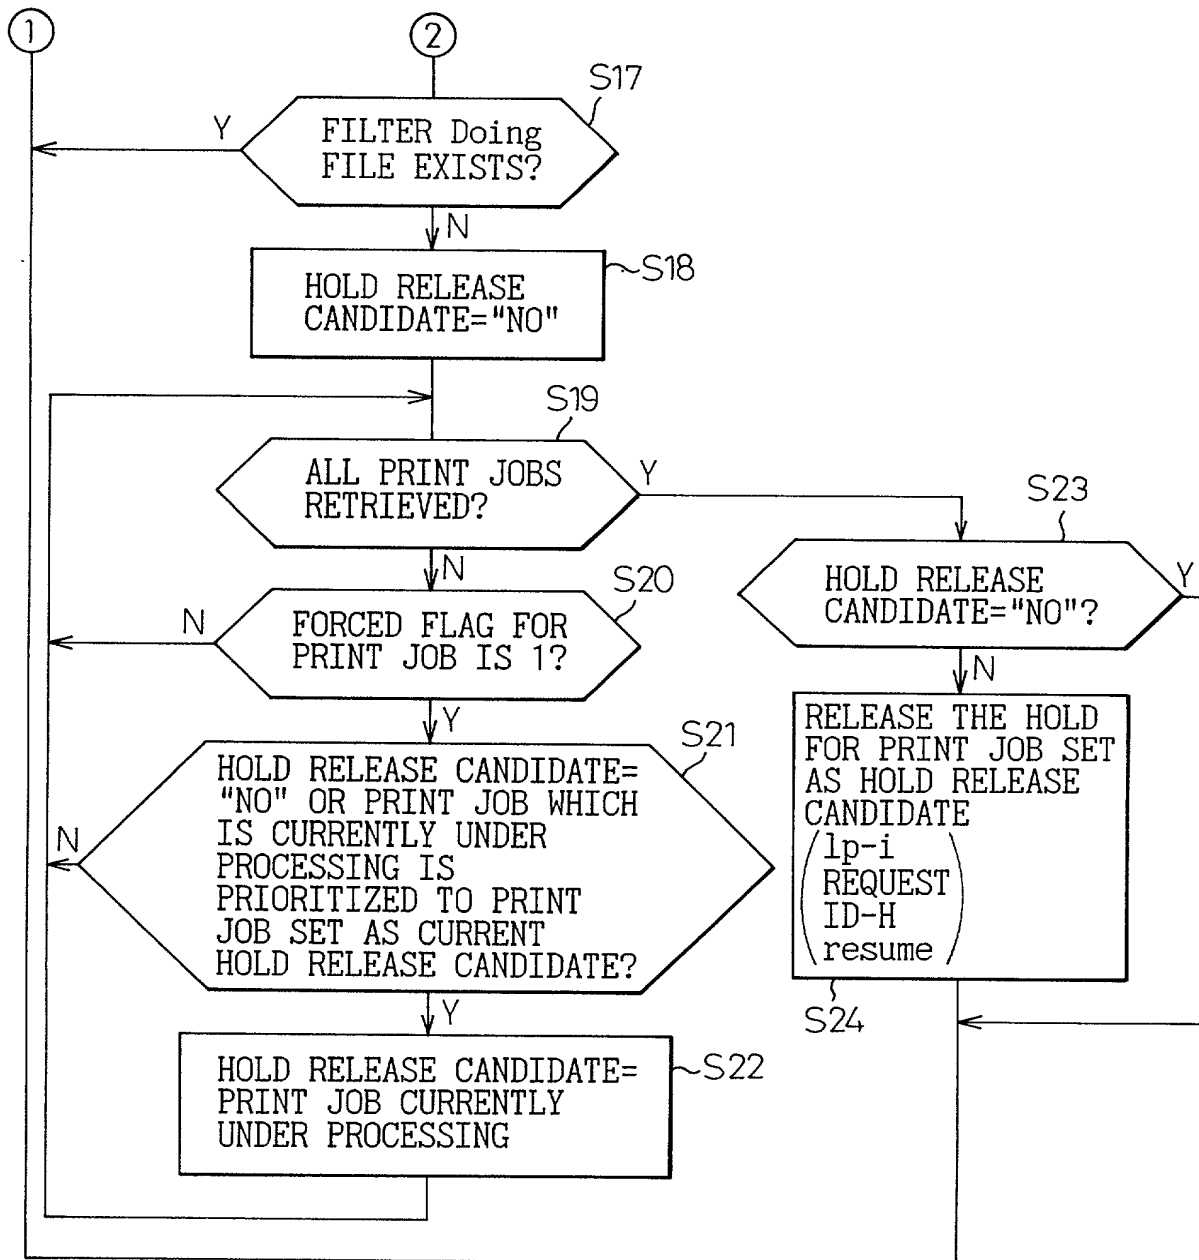 1
2
S17
FILTER Doing
FILE EXISTS?
Y
N
S18
HOLD RELEASE
CANDIDATE="NO"
S19
ALL PRINT JOBS
RETRIEVED?
Y
N
S20
FORCED FLAG FOR
PRINT JOB IS 1?
N
Y
S21
HOLD RELEASE CANDIDATE=
"NO" OR PRINT JOB WHICH
IS CURRENTLY UNDER
PROCESSING IS
PRIORITIZED TO PRINT
JOB SET AS CURRENT
HOLD RELEASE CANDIDATE?
N
Y
HOLD RELEASE CANDIDATE=
PRINT JOB CURRENTLY
UNDER PROCESSING
S22
S23
HOLD RELEASE
CANDIDATE="NO"?
Y
N
RELEASE THE HOLD
FOR PRINT JOB SET
AS HOLD RELEASE
CANDIDATE
(lp-i
REQUEST
ID-H
resume)
S24